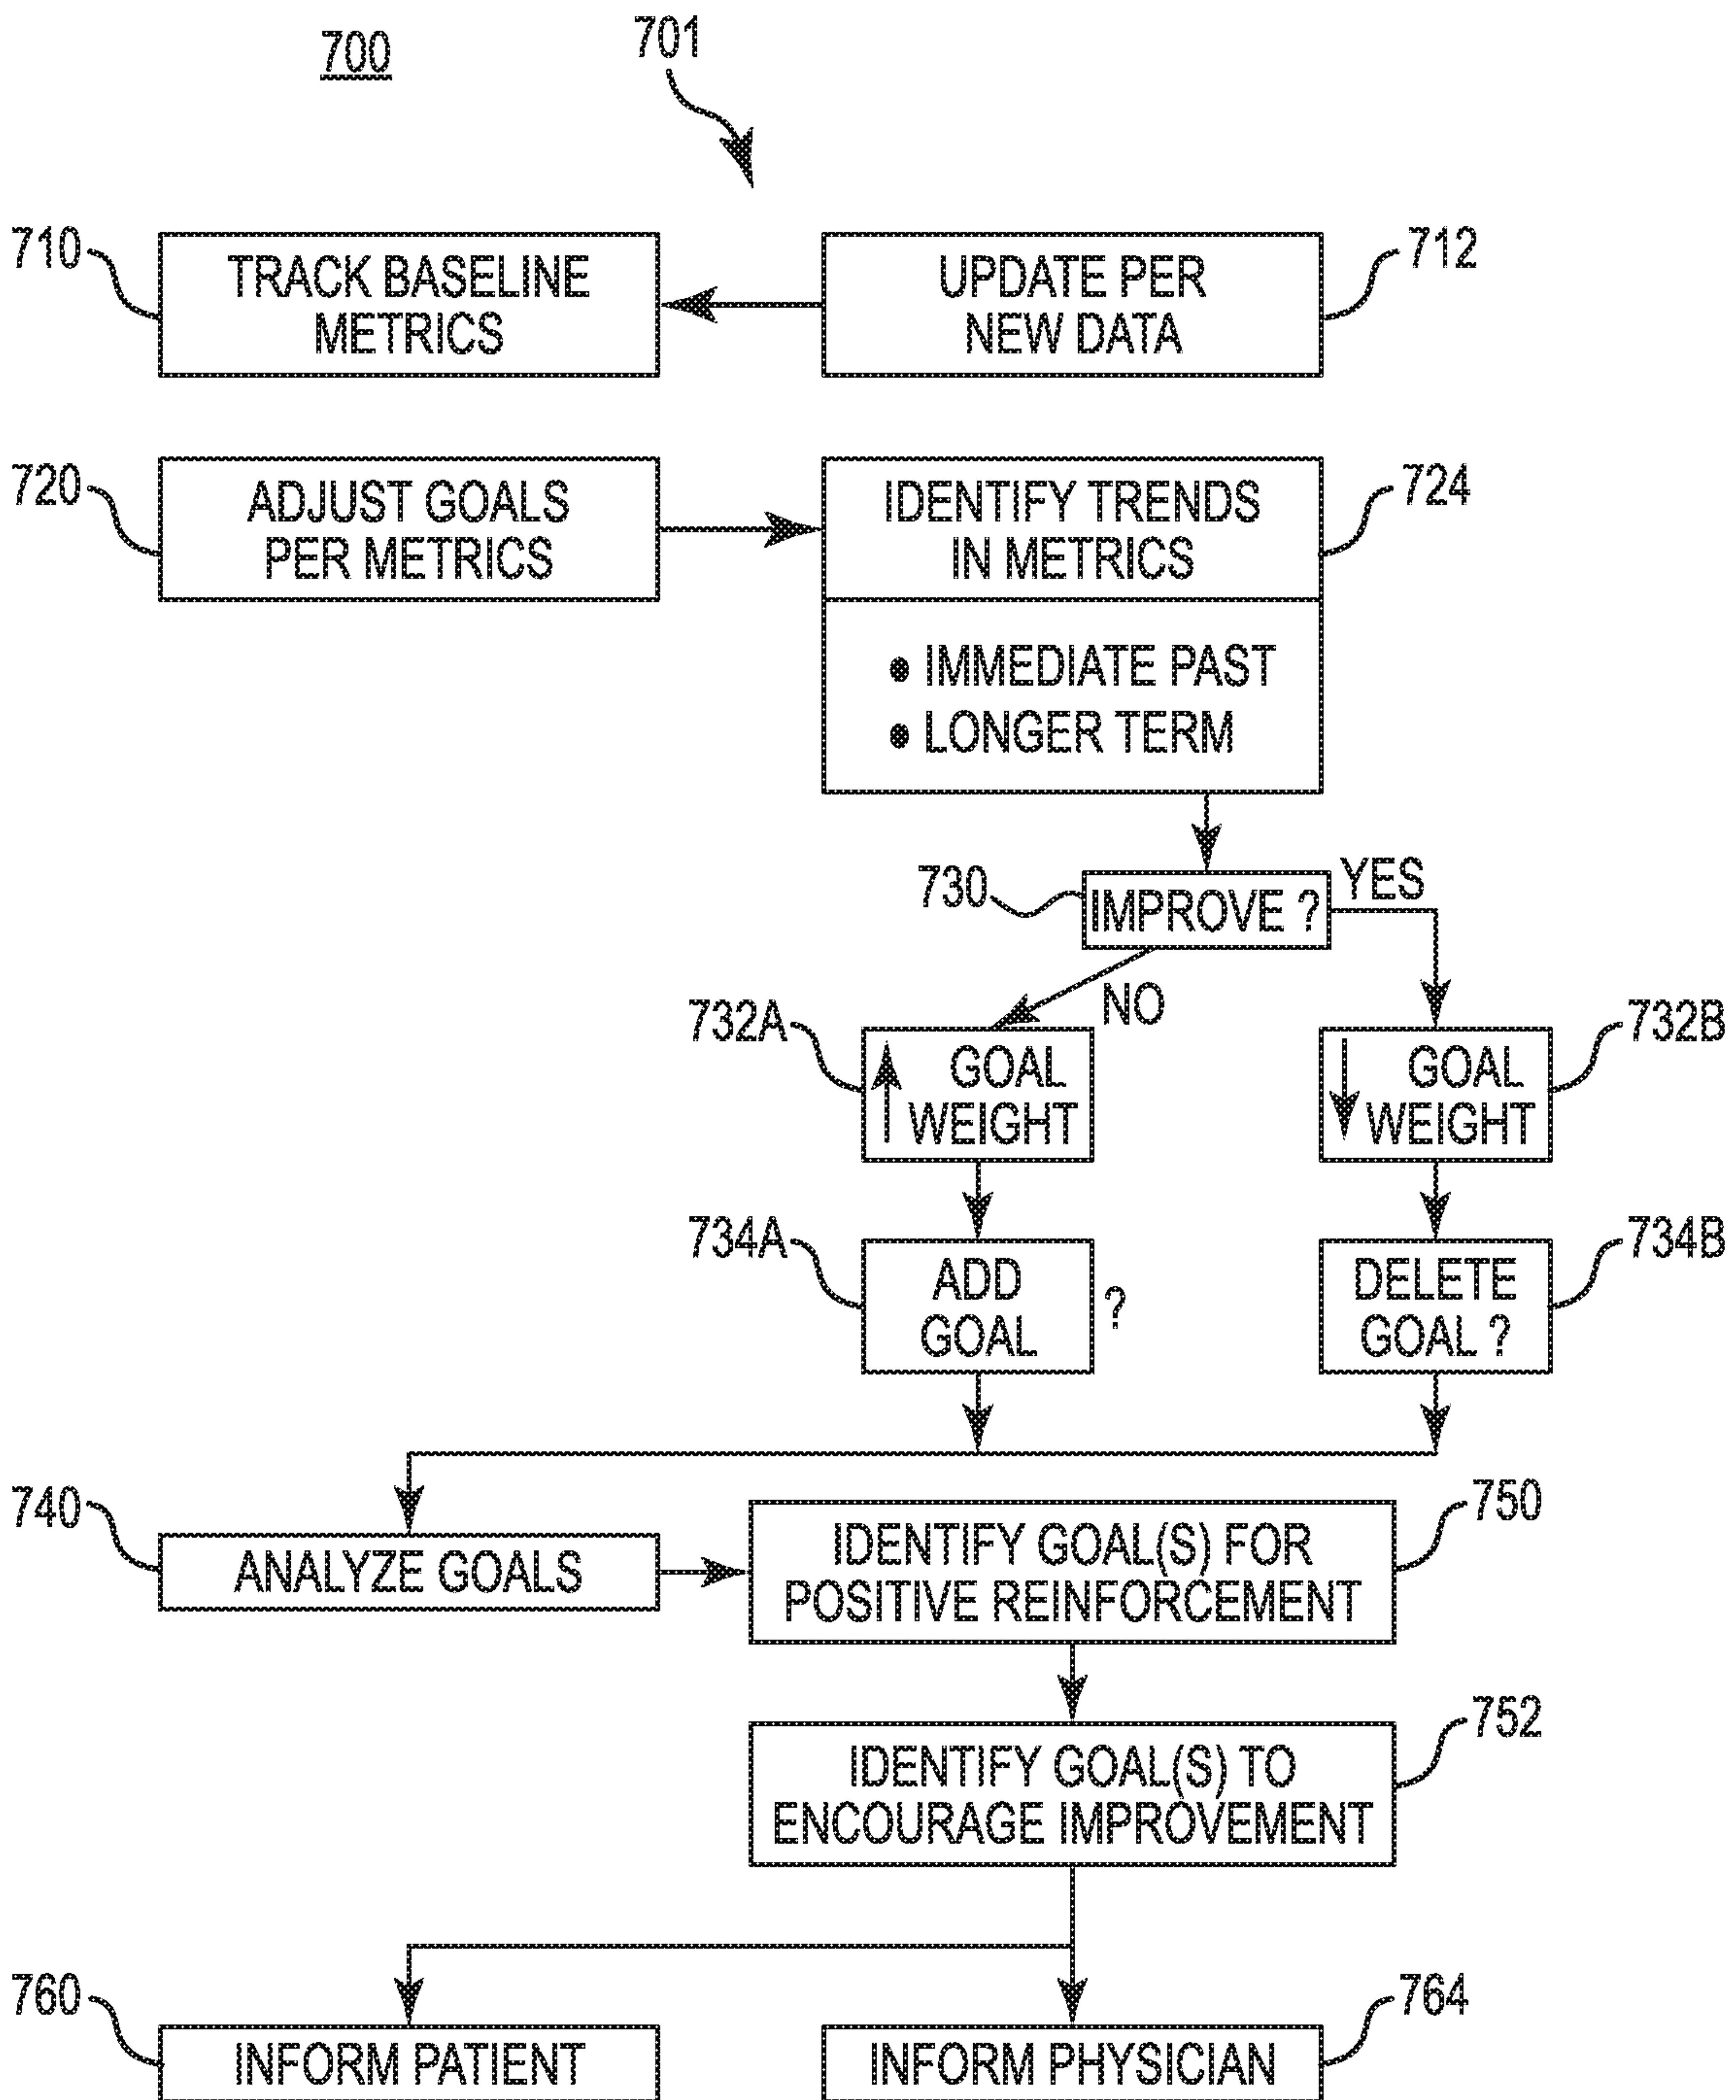 700
701
710
TRACK BASELINE
METRICS
UPDATE PER
NEW DATA
712
720
ADJUST GOALS
PER METRICS
IDENTIFY TRENDS
IN METRICS
724
• IMMEDIATE PAST
• LONGER TERM
730
IMPROVE ?
YES
NO
732A
↑ GOAL
WEIGHT
↓ GOAL
WEIGHT
732B
734A
ADD
GOAL
?
DELETE
GOAL ?
734B
740
ANALYZE GOALS
IDENTIFY GOAL(S) FOR
POSITIVE REINFORCEMENT
750
IDENTIFY GOAL(S) TO
ENCOURAGE IMPROVEMENT
752
760
INFORM PATIENT
INFORM PHYSICIAN
764